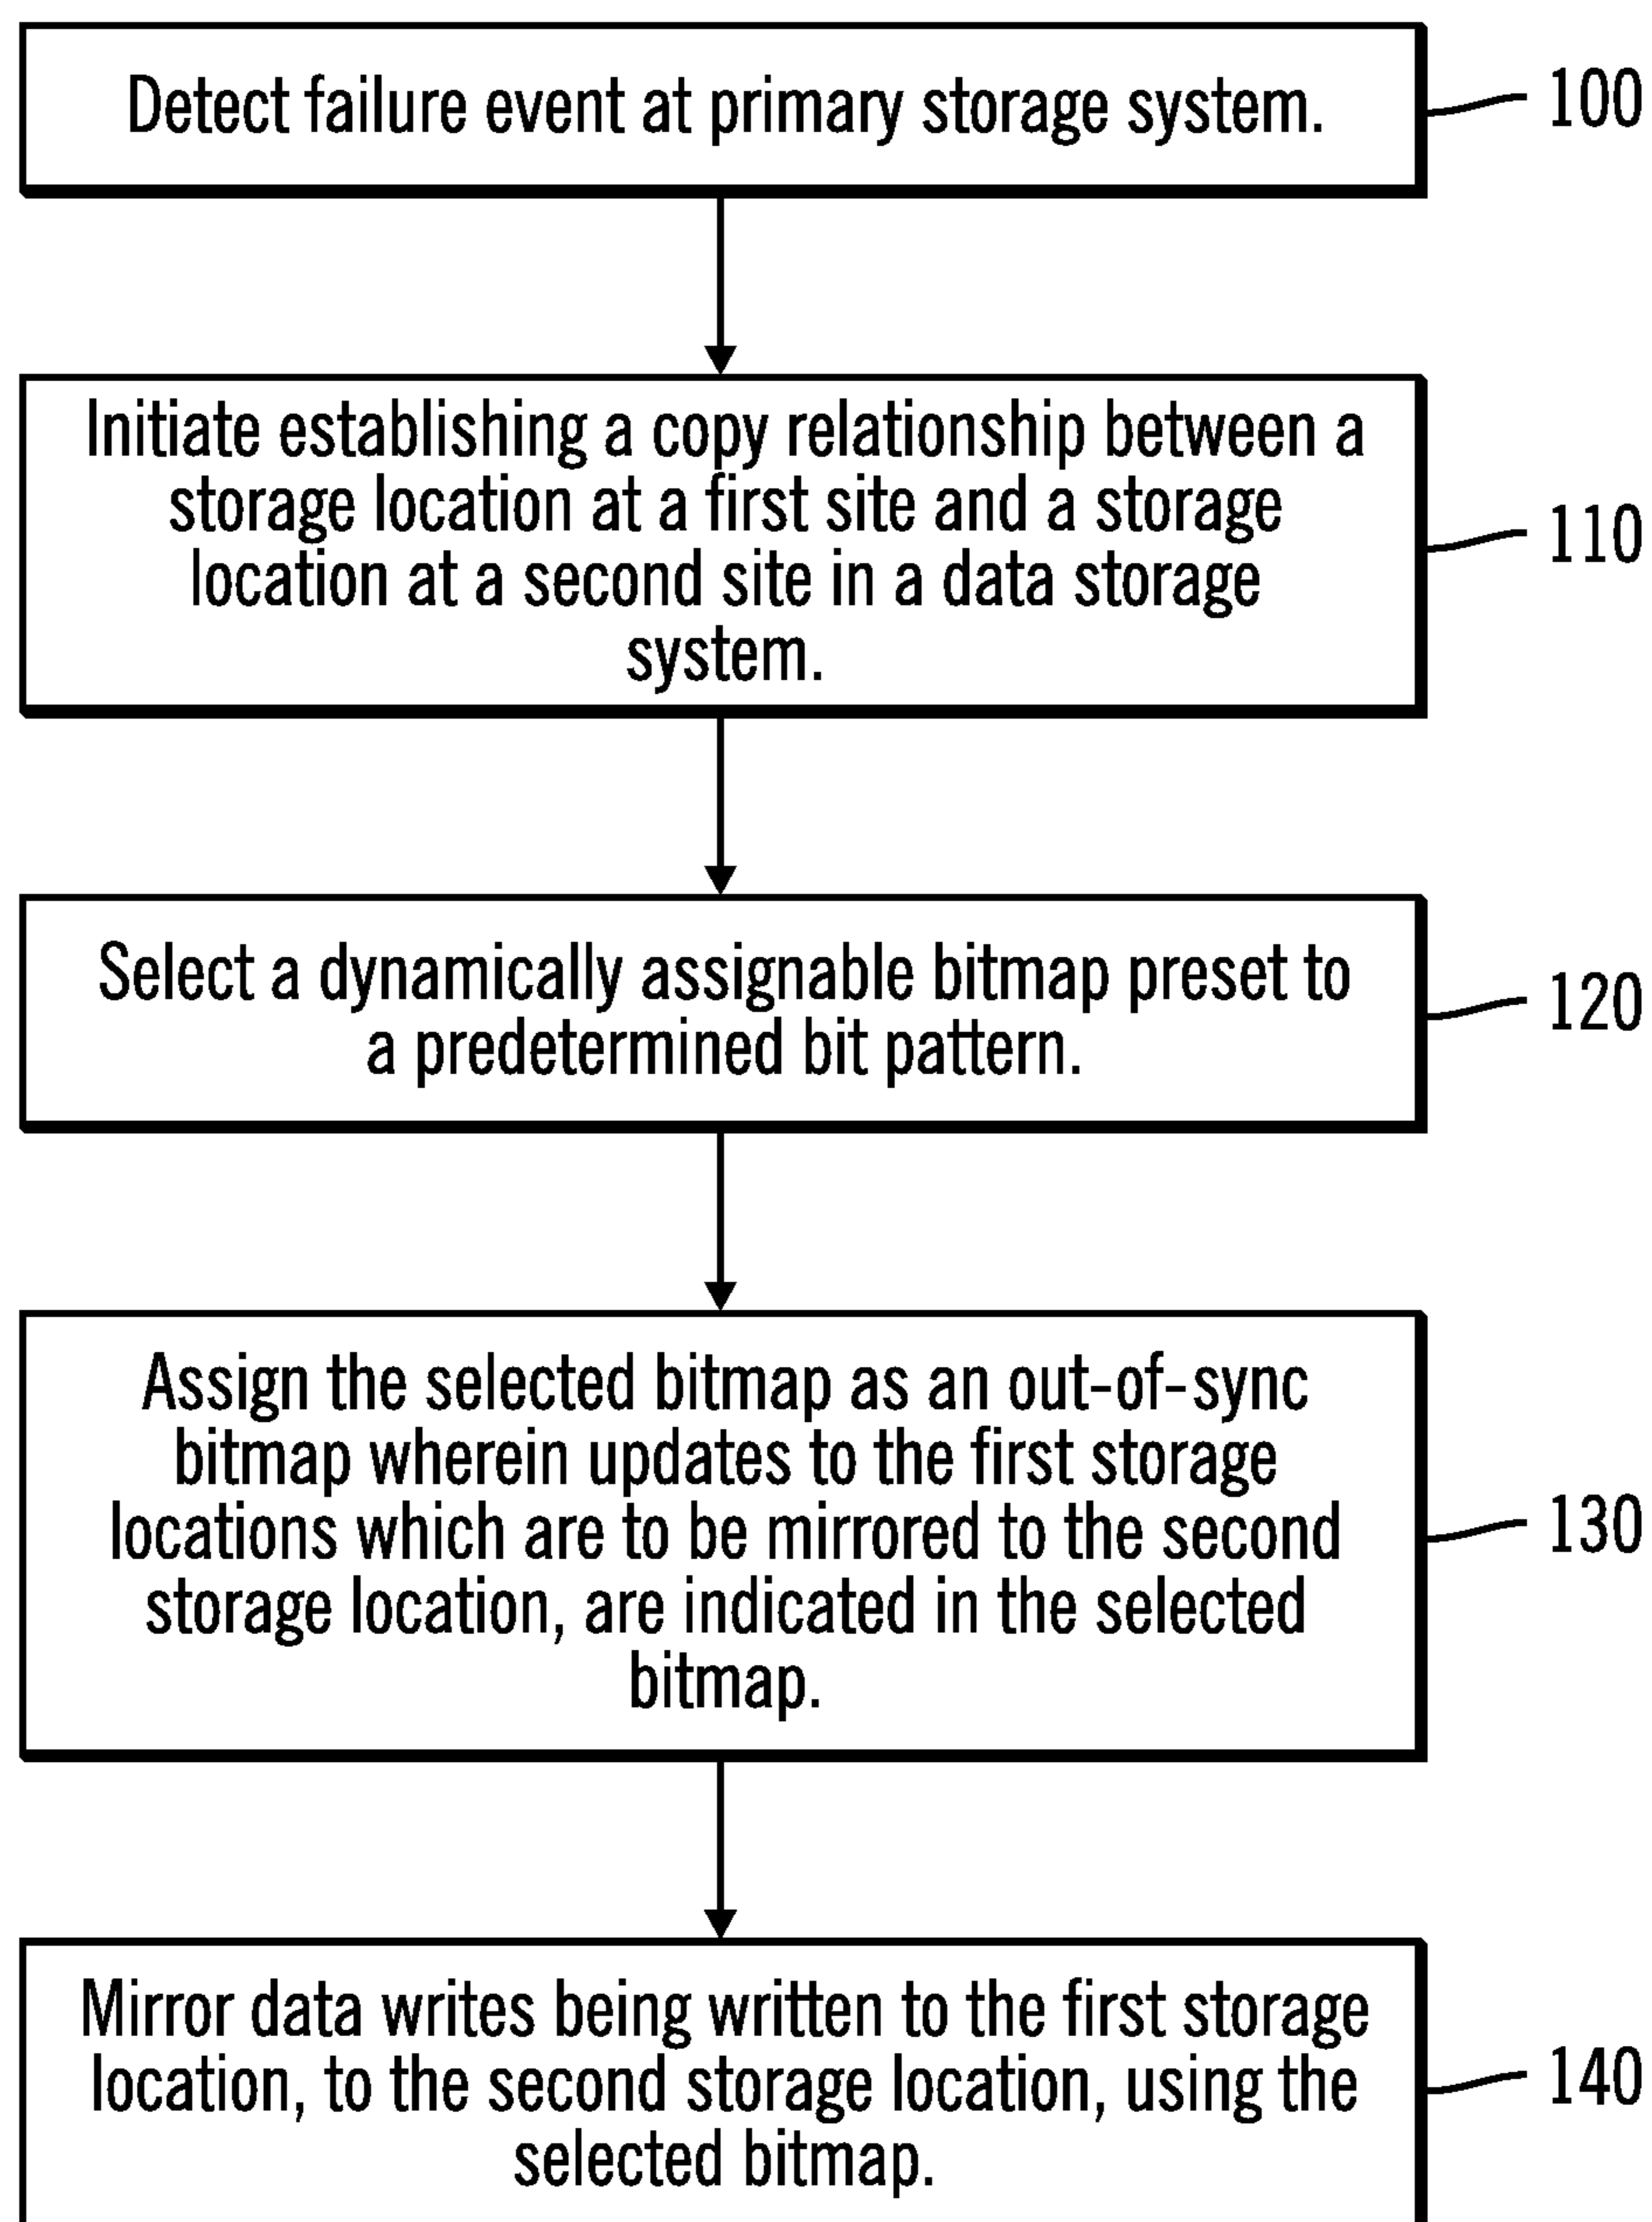 Detect failure event at primary storage system.
100
Initiate establishing a copy relationship between a
storage location at a first site and a storage
location at a second site in a data storage
system.
110
Select a dynamically assignable bitmap preset to
a predetermined bit pattern.
120
Assign the selected bitmap as an out-of-sync
bitmap wherein updates to the first storage
locations which are to be mirrored to the second
storage location, are indicated in the selected
bitmap.
130
Mirror data writes being written to the first storage
location, to the second storage location, using the
selected bitmap.
140